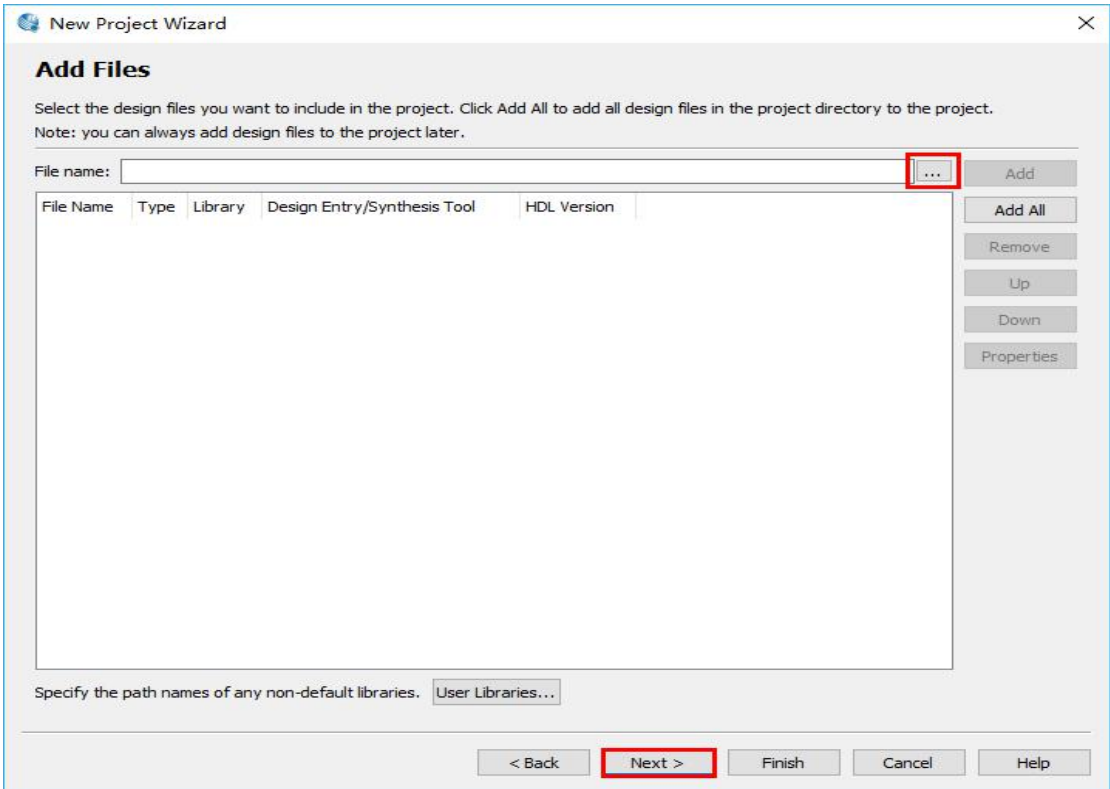 New Project Wizard
Add Files
Select the design files you want to include in the project. Click Add All to add all design files in the project directory to the project.
Note: you can always add design files to the project later.
File name: ... Add
File Name Type Library Design Entry/Synthesis Tool HDL Version
Add All
Remove
Up
Down
Properties
Specify the path names of any non-default libraries. User Libraries...
< Back Next > Finish Cancel Help